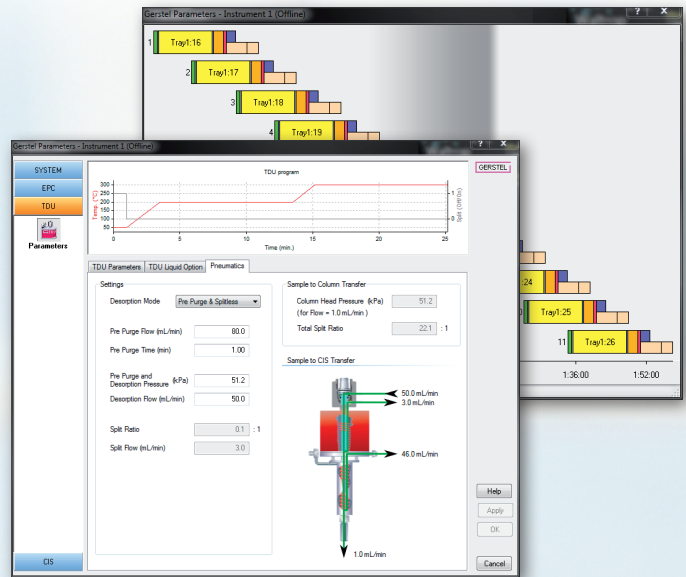 Gerstel Parameters - Instrument 1 (Offline)
1 Tray1:16
2 Tray1:17
3 Tray1:18
4 Tray1:19
:24
Tray1:25
11 Tray1:26
1:36:00 1:52:00
Gerstel Parameters - Instrument 1 (Offline)
SYSTEM
EPC
TDU
Parameters
CIS
TDU program
Temp. (°C)
300
250
200
150
100
50
0 5 10 15 20 25
Time (min.)
1
0
Split (Off/On)
GERSTEL
TDU Parameters TDU Liquid Option Pneumatics
Settings
Desorption Mode Pre Purge & Splitless
Pre Purge Flow (mL/min) 80.0
Pre Purge Time (min) 1.00
Pre Purge and
Desorption Pressure (kPa) 51.2
Desorption Flow (mL/min) 50.0
Split Ratio 0.1 : 1
Split Flow (mL/min) 3.0
Sample to Column Transfer
Column Head Pressure (kPa) 51.2
(for Flow = 1.0 mL/min )
Total Split Ratio 22.1 : 1
Sample to CIS Transfer
50.0 mL/min
3.0 mL/min
46.0 mL/min
1.0 mL/min
Help
Apply
OK
Cancel